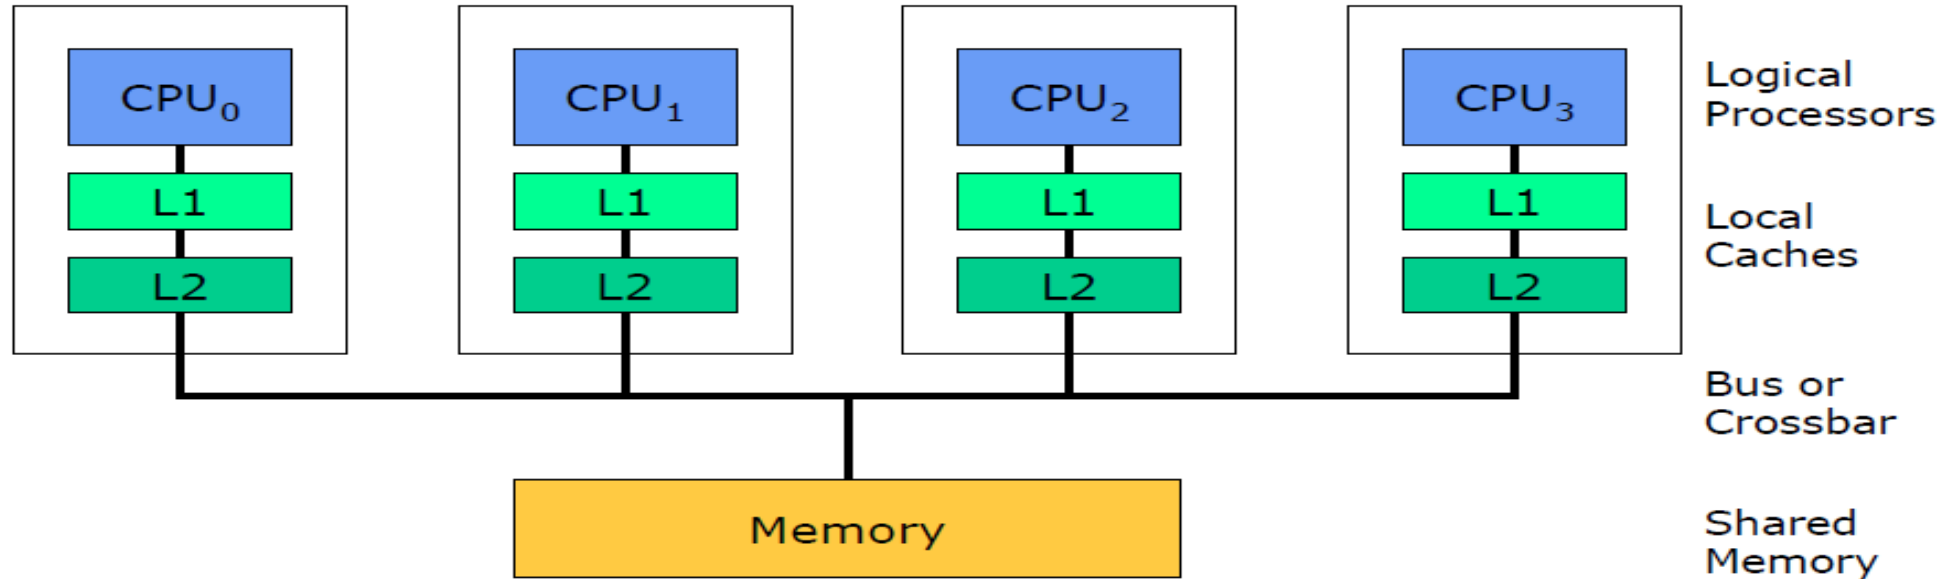 CPU₀ CPU₁ CPU₂ CPU₃
Logical
Processors
L1 L1 L1 L1
Local
Caches
L2 L2 L2 L2
Bus or
Crossbar
Memory
Shared
Memory